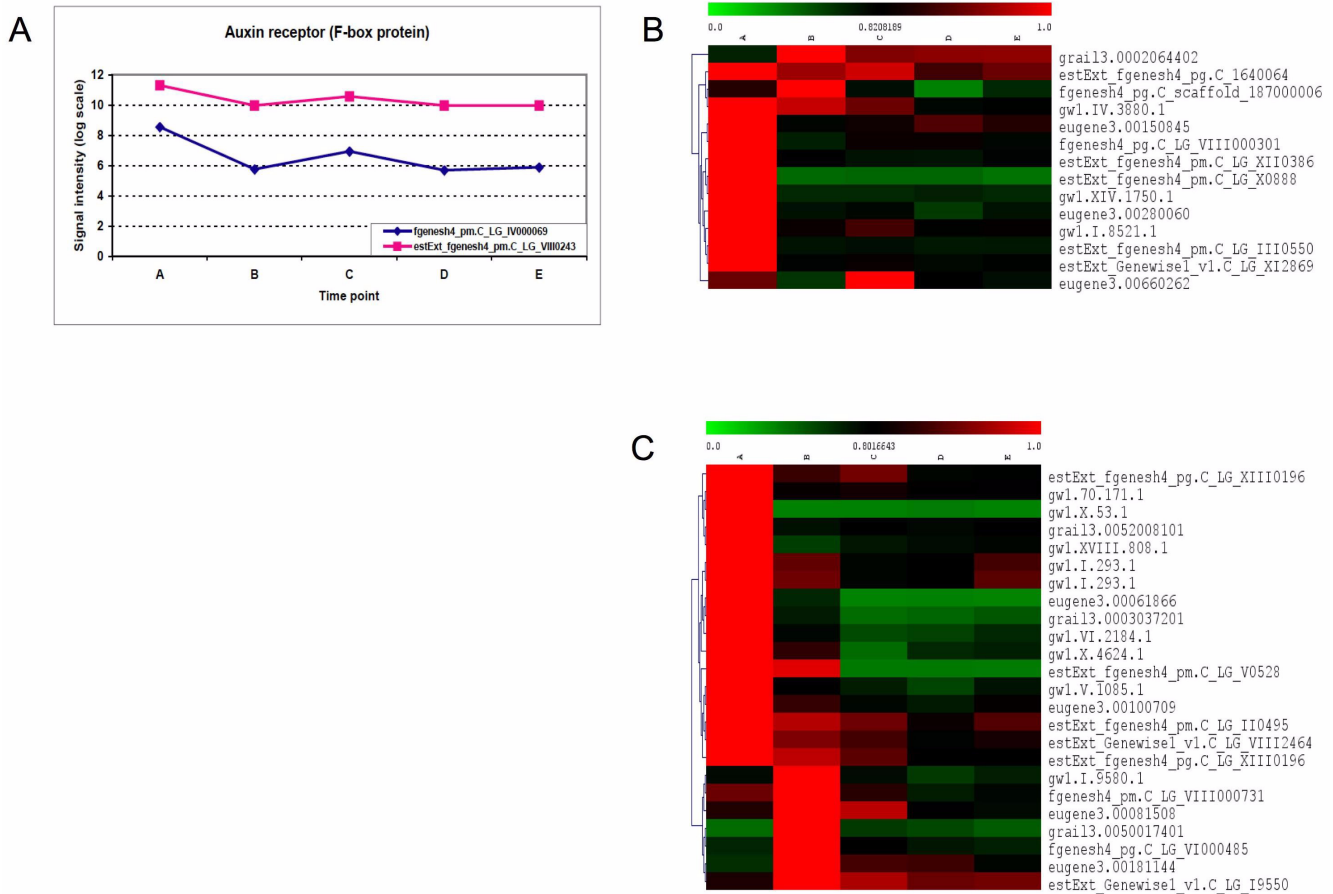 A
Auxin receptor (F-box protein)
Signal intensity (log scale)
12
10
8
6
4
2
0
fgenesh4_pm.C_LG_IV000069
estExt_fgenesh4_pm.C_LG_VIII0243
A B C D E
Time point
B
0.0 0.8208189 1.0
A B C D E
grail3.0002064402
estExt_fgenesh4_pg.C_1640064
fgenesh4_pg.C_scaffold_187000006
gw1.IV.3880.1
eugene3.00150845
fgenesh4_pg.C_LG_VIII000301
estExt_fgenesh4_pm.C_LG_XII0386
estExt_fgenesh4_pm.C_LG_X0888
gw1.XIV.1750.1
eugene3.00280060
gw1.I.8521.1
estExt_fgenesh4_pm.C_LG_III0550
estExt_Genewise1_v1.C_LG_XI2869
eugene3.00660262
C
0.0 0.8016643 1.0
A B C D E
estExt_fgenesh4_pg.C_LG_XIII0196
gw1.70.171.1
gw1.X.53.1
grail3.0052008101
gw1.XVIII.808.1
gw1.I.293.1
gw1.I.293.1
eugene3.00061866
grail3.0003037201
gw1.VI.2184.1
gw1.X.4624.1
estExt_fgenesh4_pm.C_LG_V0528
gw1.V.1085.1
eugene3.00100709
estExt_fgenesh4_pm.C_LG_II0495
estExt_Genewise1_v1.C_LG_VIII2464
estExt_fgenesh4_pg.C_LG_XIII0196
gw1.I.9580.1
fgenesh4_pm.C_LG_VIII000731
eugene3.00081508
grail3.0050017401
fgenesh4_pg.C_LG_VI000485
eugene3.00181144
estExt_Genewise1_v1.C_LG_I9550